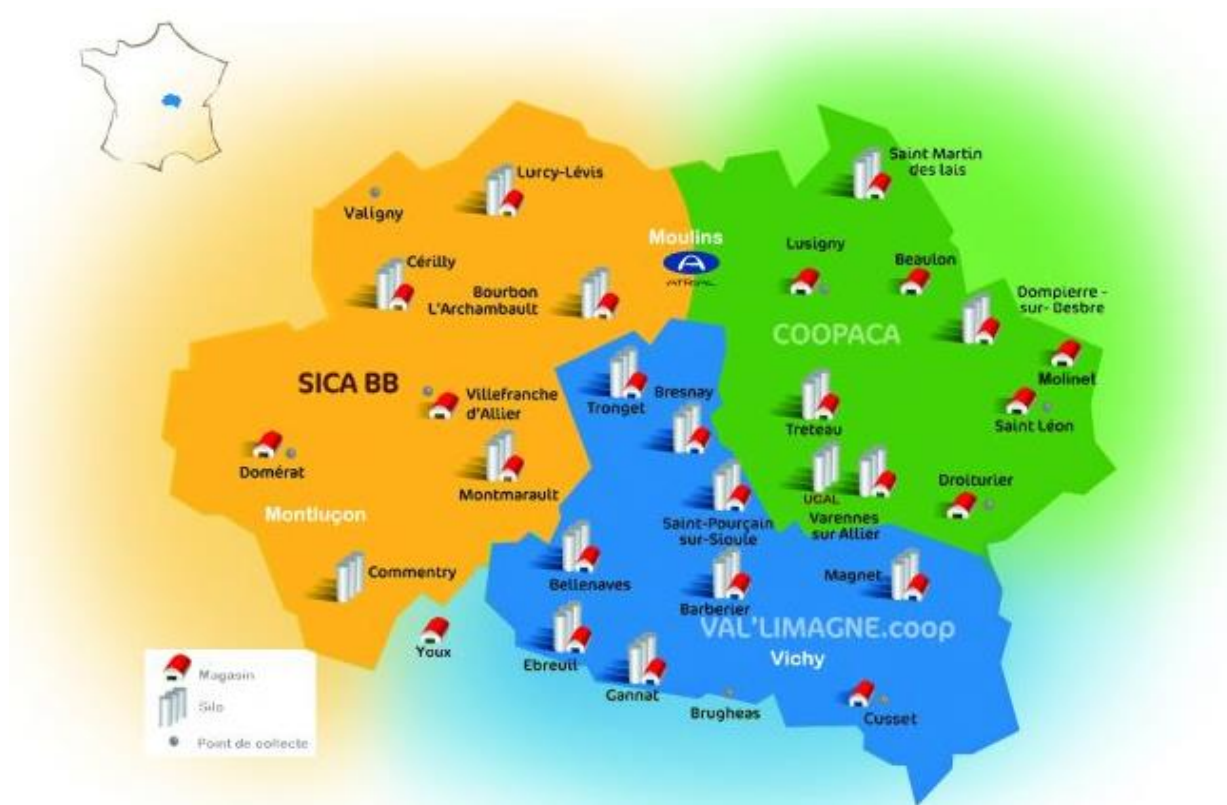 Saint Martin
des lais
Lurcy-Lévis
Valigny
Moulins
ATRIAL
Lusigny
Beaulon
Cérilly
Bourbon
L'Archambault
Dompierre -
sur- Besbre
COOPACA
Molinet
SICA BB
Villefranche
d'Allier
Tronget
Bresnay
Treteau
Saint Léon
Domérat
Montmarault
UCAL
Droiturier
Montluçon
Saint-Pourçain
sur-Sioule
Varennes
sur Allier
Commentry
Bellenaves
Barberier
Magnet
VAL'LIMAGNE.coop
Youx
Ebreuil
Vichy
Gannat
Brugheas
Cusset
Magasin
Silo
Point de collecte